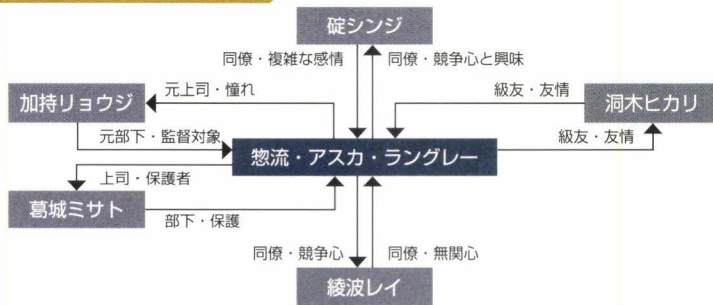 碇シンジ
同僚・複雑な感情
同僚・競争心と興味
加持リョウジ
元上司・憧れ
級友・友情
洞木ヒカリ
元部下・監督対象
惣流・アスカ・ラングレー
級友・友情
上司・保護者
葛城ミサト
部下・保護
同僚・競争心
同僚・無関心
綾波レイ